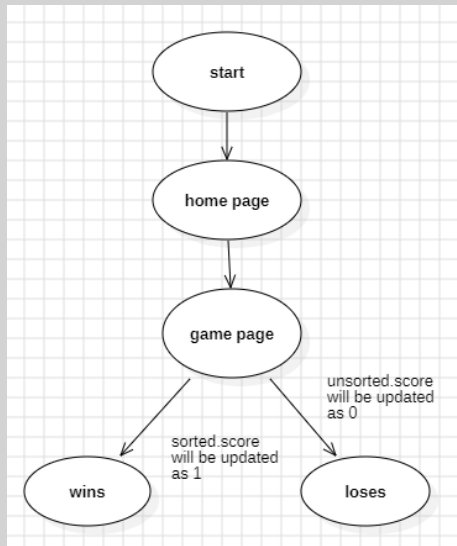 start
home page
game page
unsorted.score
will be updated
as 0
sorted.score
will be updated
as 1
wins
loses